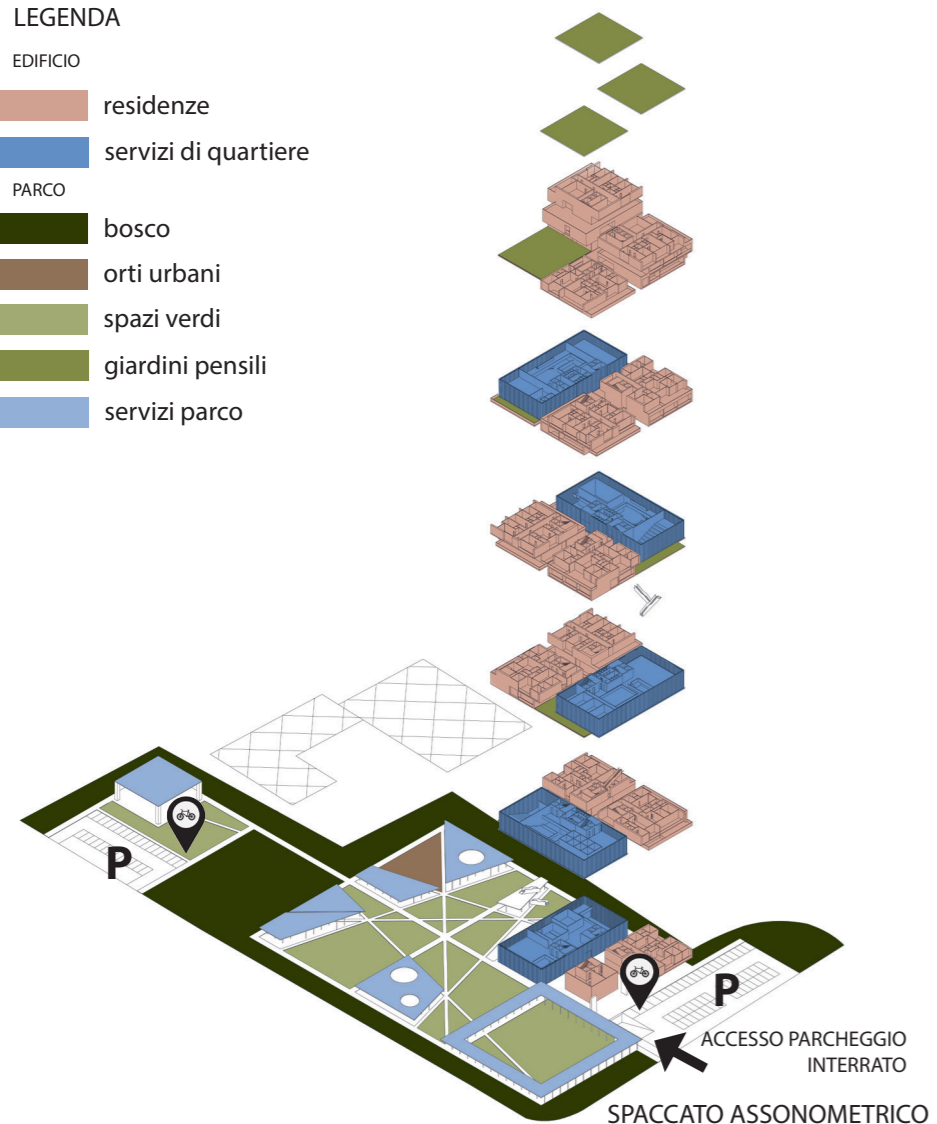 LEGENDA
EDIFICIO
residenze
servizi di quartiere
PARCO
bosco
orti urbani
spazi verdi
giardini pensili
servizi parco
P
P
ACCESSO PARCHEGGIO
INTERRATO
SPACCATO ASSONOMETRICO